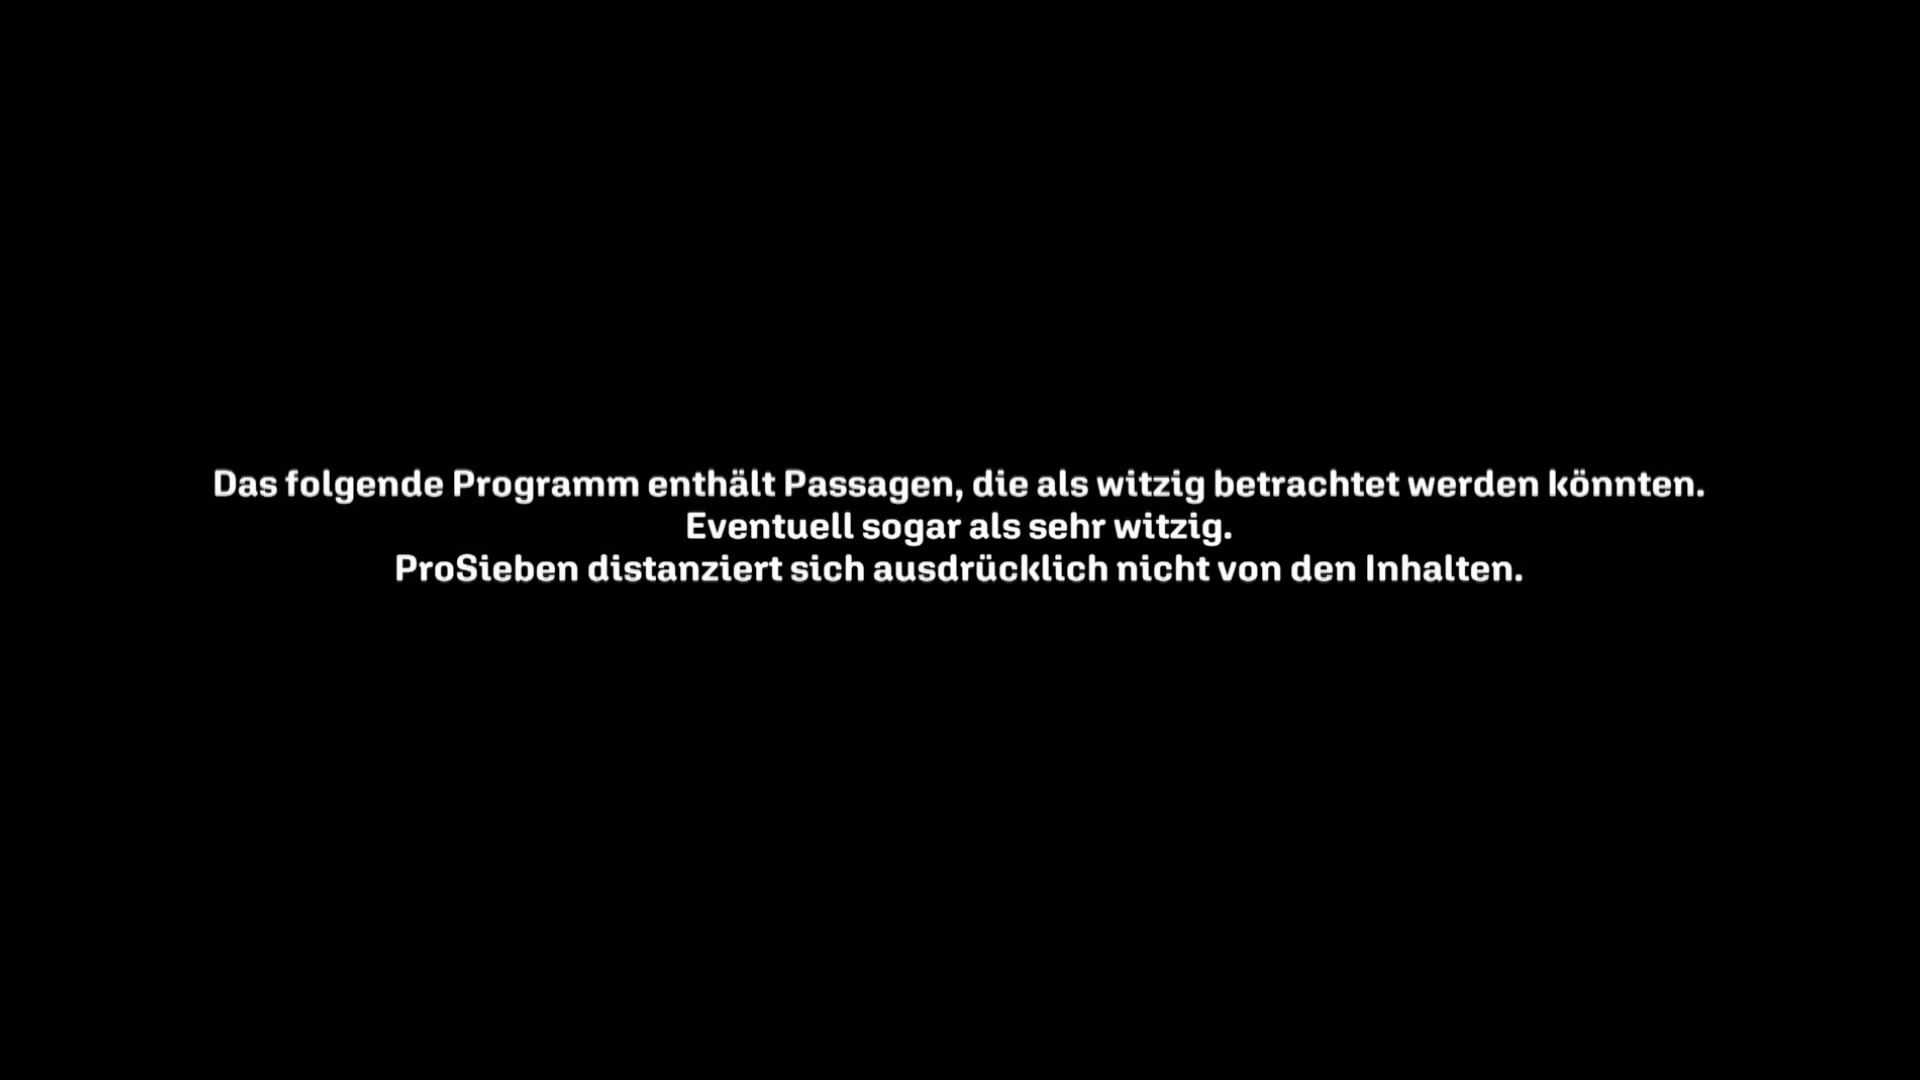 Das folgende Programm enthält Passagen, die als witzig betrachtet werden könnten.
Eventuell sogar als sehr witzig.
ProSieben distanziert sich ausdrücklich nicht von den Inhalten.